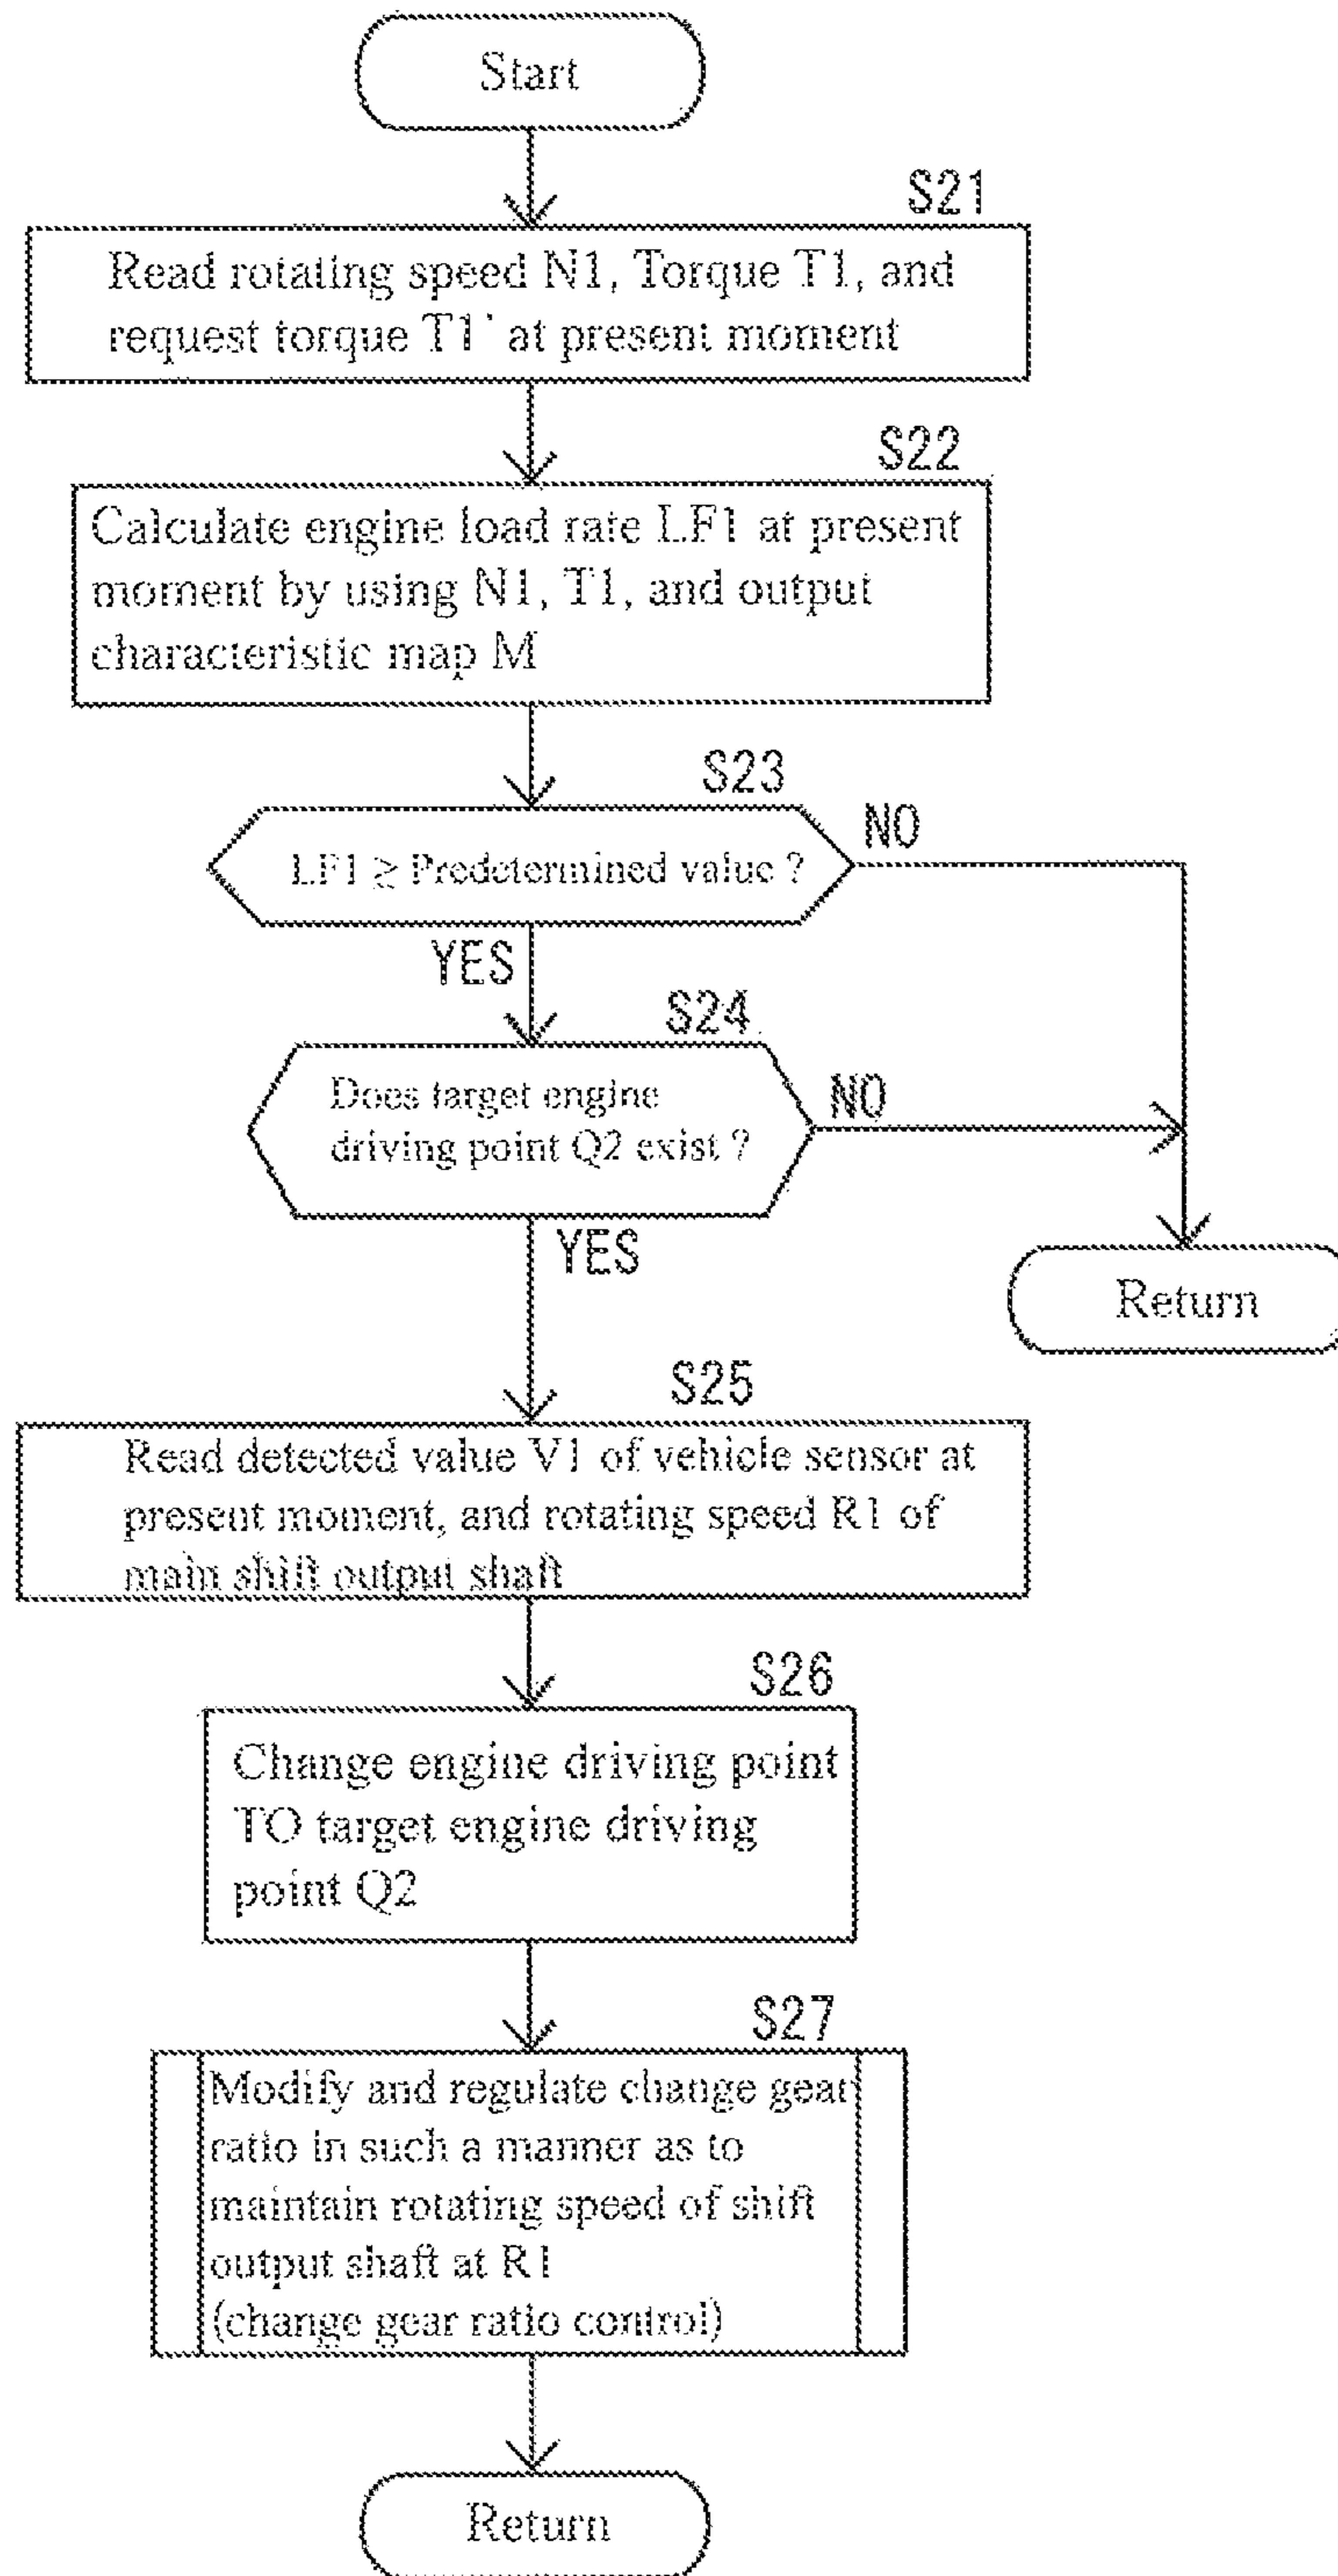 Start
S21
Read rotating speed N1, Torque T1, and
request torque T1' at present moment
S22
Calculate engine load rate LF1 at present
moment by using N1, T1, and output
characteristic map M
S23
LF1 ≧ Predetermined value ?
NO
YES
S24
Does target engine
driving point Q2 exist ?
NO
YES
Return
S25
Read detected value V1 of vehicle sensor at
present moment, and rotating speed R1 of
main shift output shaft
S26
Change engine driving point
TO target engine driving
point Q2
S27
Modify and regulate change gear
ratio in such a manner as to
maintain rotating speed of shift
output shaft at R1
(change gear ratio control)
Return